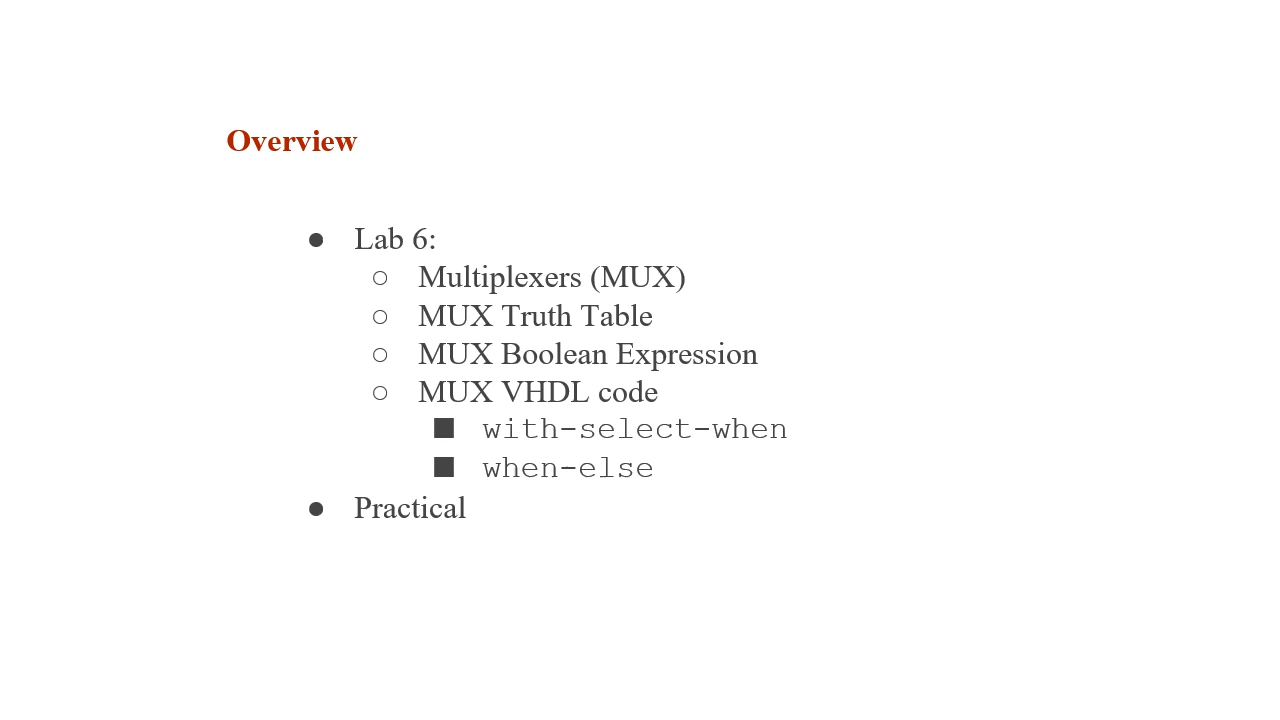 Overview
● Lab 6:
○ Multiplexers (MUX)
○ MUX Truth Table
○ MUX Boolean Expression
○ MUX VHDL code
■ with-select-when
■ when-else
● Practical